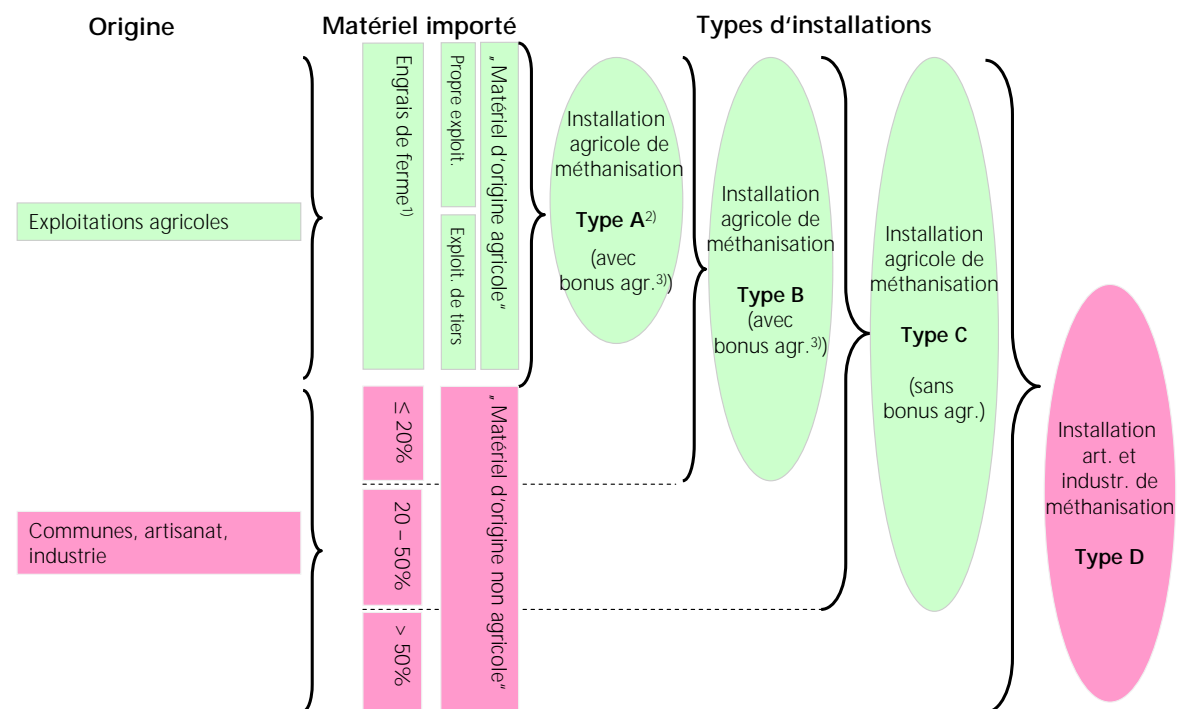 Origine
Matériel importé
Types d‘installations
Exploitations agricoles
Communes, artisanat,
industrie
Engrais de ferme1)
Propre exploit.
Exploit. de tiers
„Matériel d‘origine agricole“
≤ 20%
20 – 50%
> 50%
„Matériel d‘origine non agricole“
Installation
agricole de
méthanisation
Type A2)
(avec
bonus agr.3))
Installation
agricole de
méthanisation
Type B
(avec
bonus agr.3))
Installation
agricole de
méthanisation
Type C
(sans
bonus agr.)
Installation
art. et
industr. de
méthanisation
Type D